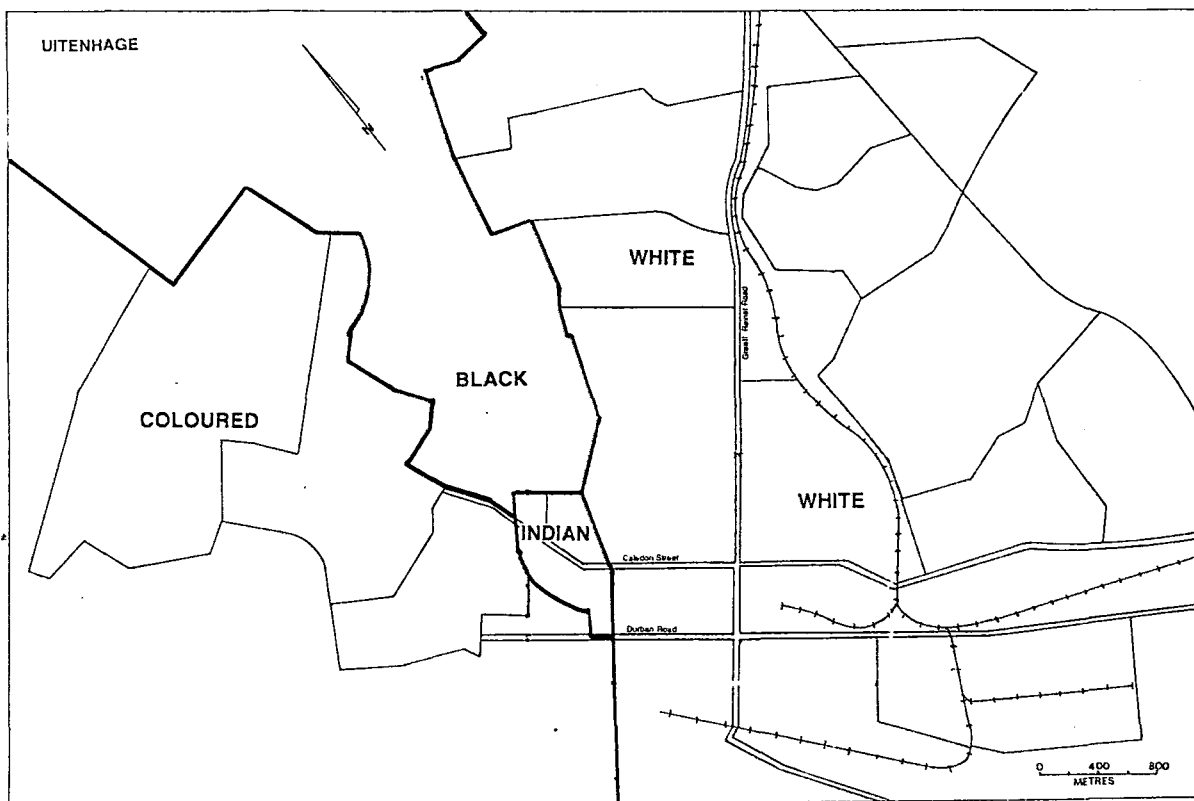 UITENHAGE
N
WHITE
Graaff Reinet Road
BLACK
COLOURED
WHITE
INDIAN
Caledon Street
Durban Road
0 400 800
METRES